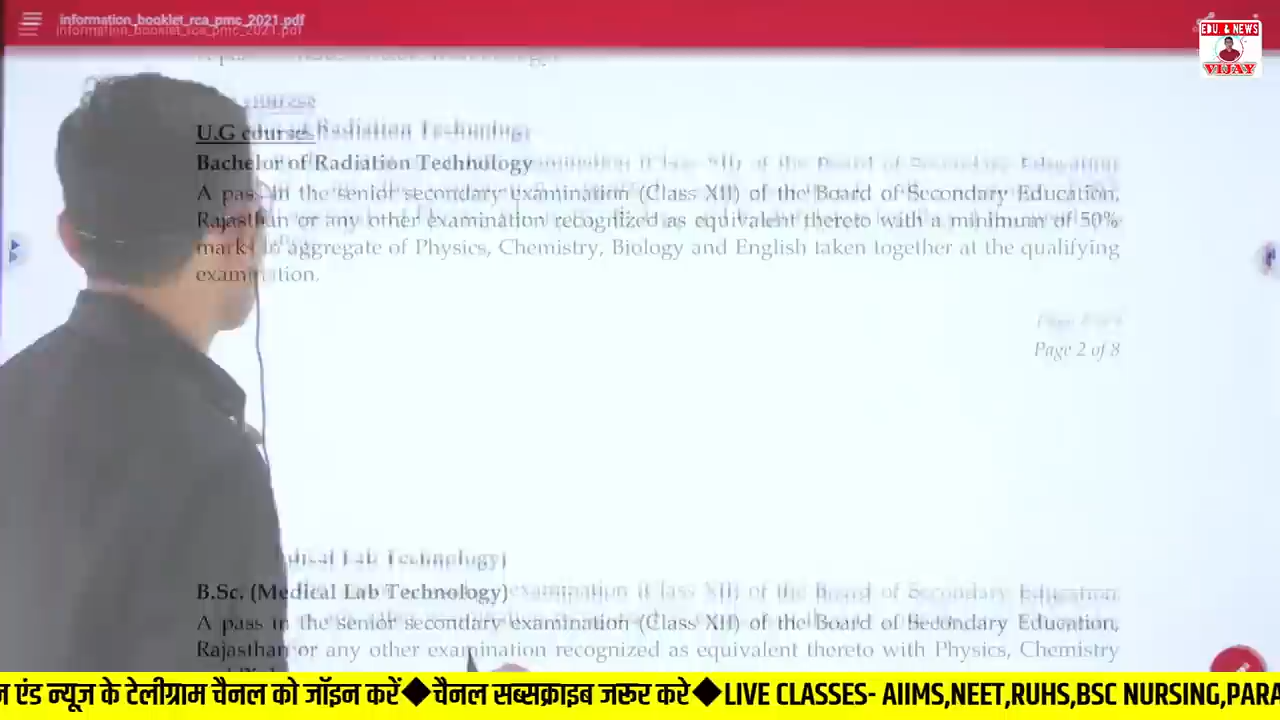 information_booklet_rca_pmc_2021.pdf
EDU. & NEWS
VIJAY
U.G courses
Bachelor of Radiation Technology
A pass in the senior secondary examination (Class XII) of the Board of Secondary Education,
Rajasthan or any other examination recognized as equivalent thereto with a minimum of 50%
marks in aggregate of Physics, Chemistry, Biology and English taken together at the qualifying
examination.
Page 2 of 8
B.Sc. (Medical Lab Technology)
A pass in the senior secondary examination (Class XII) of the Board of Secondary Education,
Rajasthan or any other examination recognized as equivalent thereto with Physics, Chemistry
एंड न्यूज के टेलीग्राम चैनल को जॉइन करें◆चैनल सब्सक्राइब जरूर करे◆LIVE CLASSES- AIIMS,NEET,RUHS,BSC NURSING,PARA